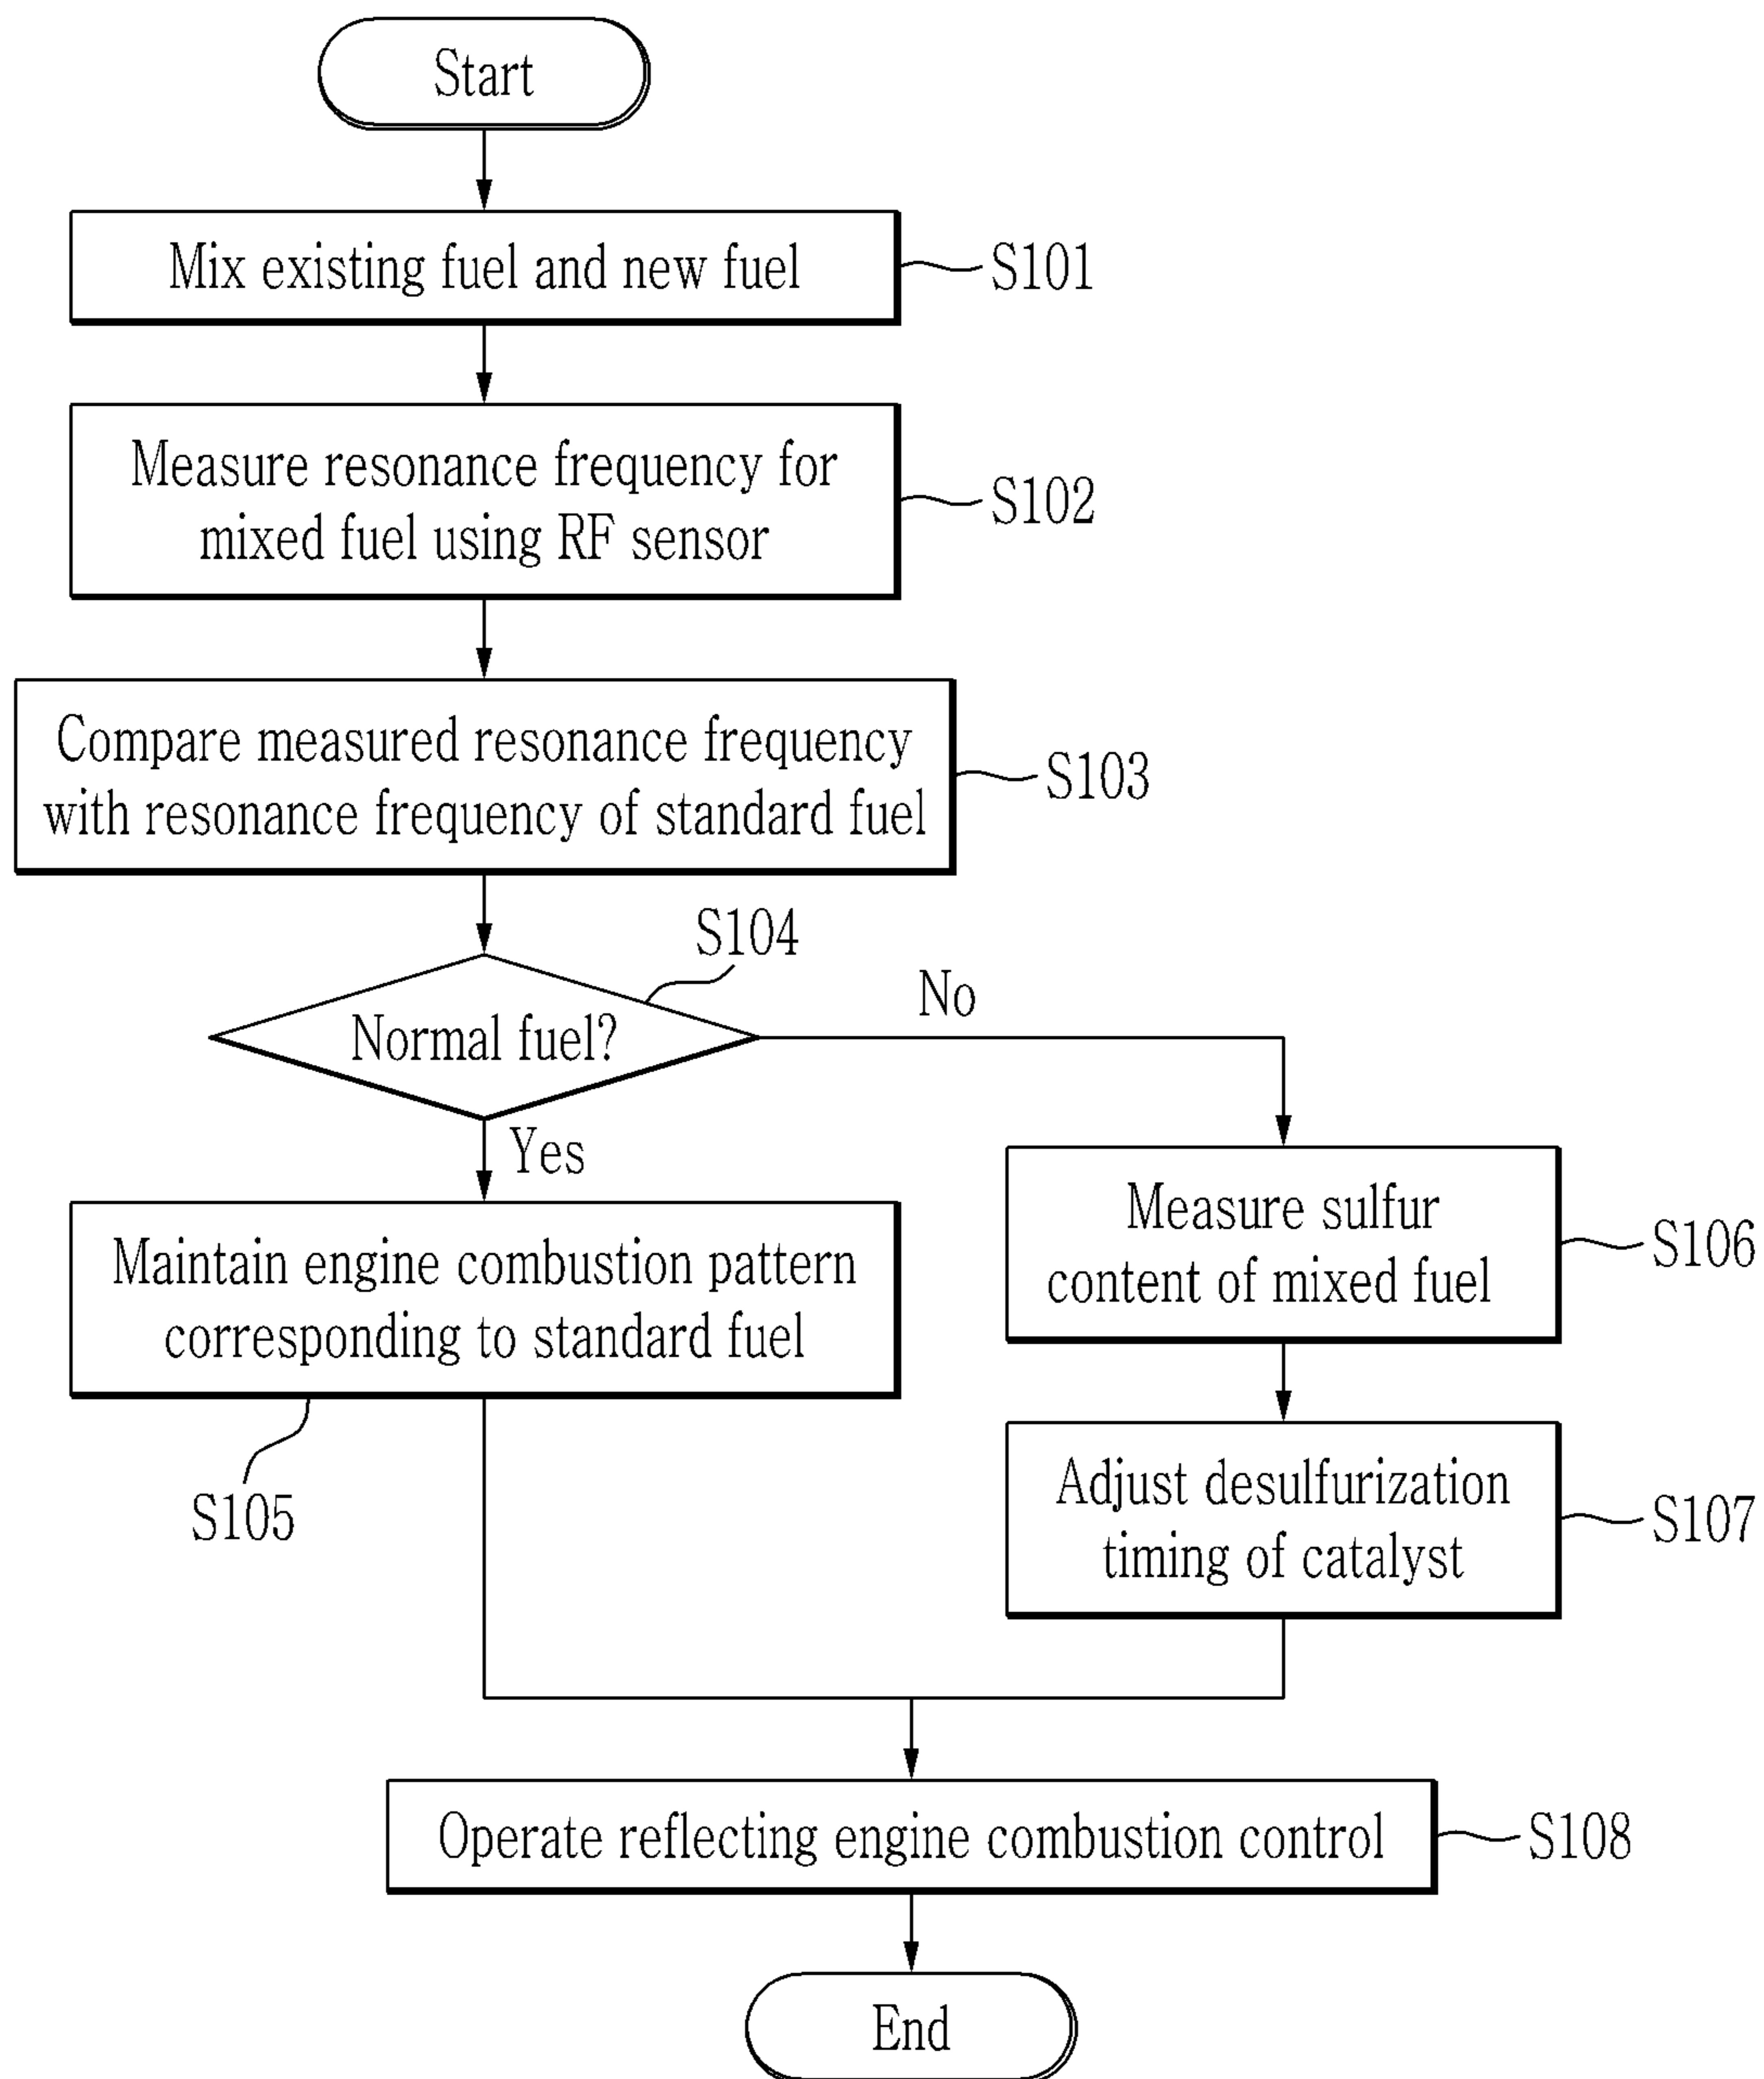 Start
Mix existing fuel and new fuel
S101
Measure resonance frequency for
mixed fuel using RF sensor
S102
Compare measured resonance frequency
with resonance frequency of standard fuel
S103
S104
Normal fuel?
No
Yes
Maintain engine combustion pattern
corresponding to standard fuel
S105
Measure sulfur
content of mixed fuel
S106
Adjust desulfurization
timing of catalyst
S107
Operate reflecting engine combustion control
S108
End